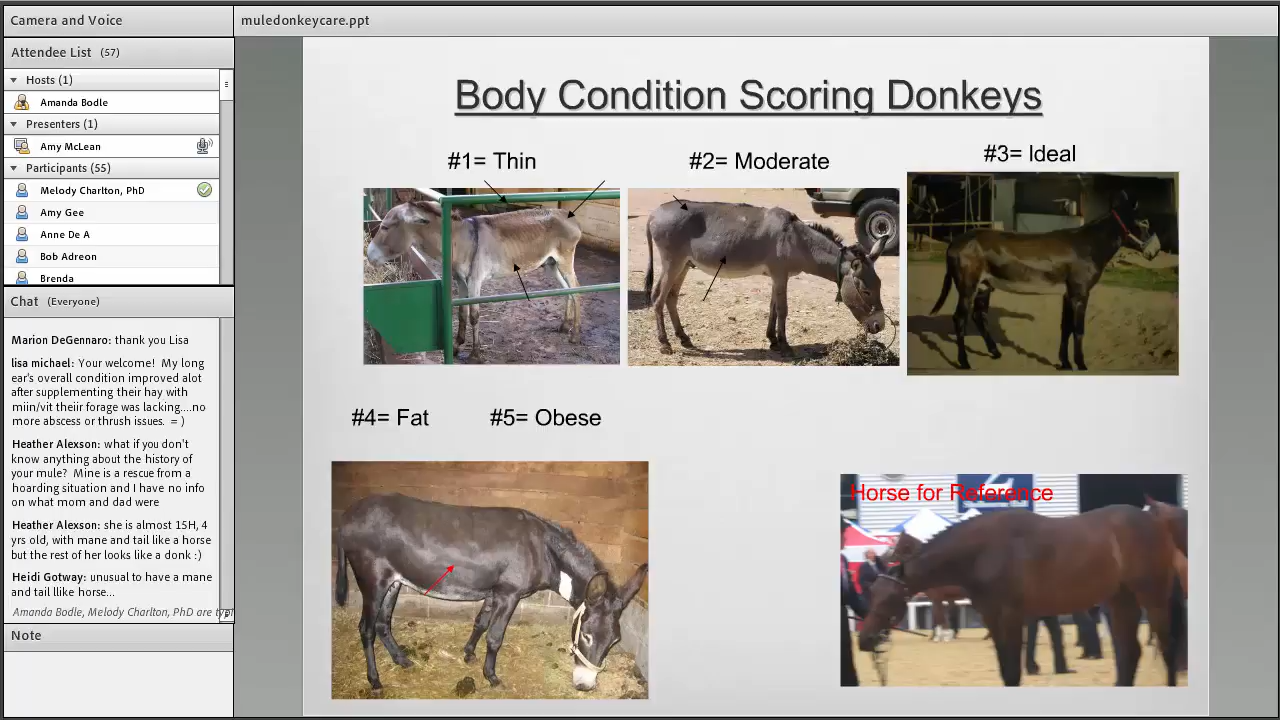 Camera and Voice
muledonkeycare.ppt
Attendee List (57)
Hosts (1)
Amanda Bodle
Presenters (1)
Amy McLean
Participants (55)
Melody Charlton, PhD
Amy Gee
Anne De A
Bob Adreon
Brenda
Chat (Everyone)
Marion DeGennaro: thank you Lisa
lisa michael: Your welcome! My long
ear's overall condition improved alot
after supplementing their hay with
miin/vit theiir forage was lacking....no
more abscess or thrush issues. = )
Heather Alexson: what if you don't
know anything about the history of
your mule? Mine is a rescue from a
hoarding situation and I have no info
on what mom and dad were.
Heather Alexson: she is almost 15H, 4
yrs old, with mane and tail like a horse
but the rest of her looks like a donk :)
Heidi Gotway: unusual to have a mane
and tail llike horse...
Amanda Bodle, Melody Charlton, PhD are typi
Note
Body Condition Scoring Donkeys
#1= Thin
#2= Moderate
#3= Ideal
#4= Fat
#5= Obese
Horse for Reference
2